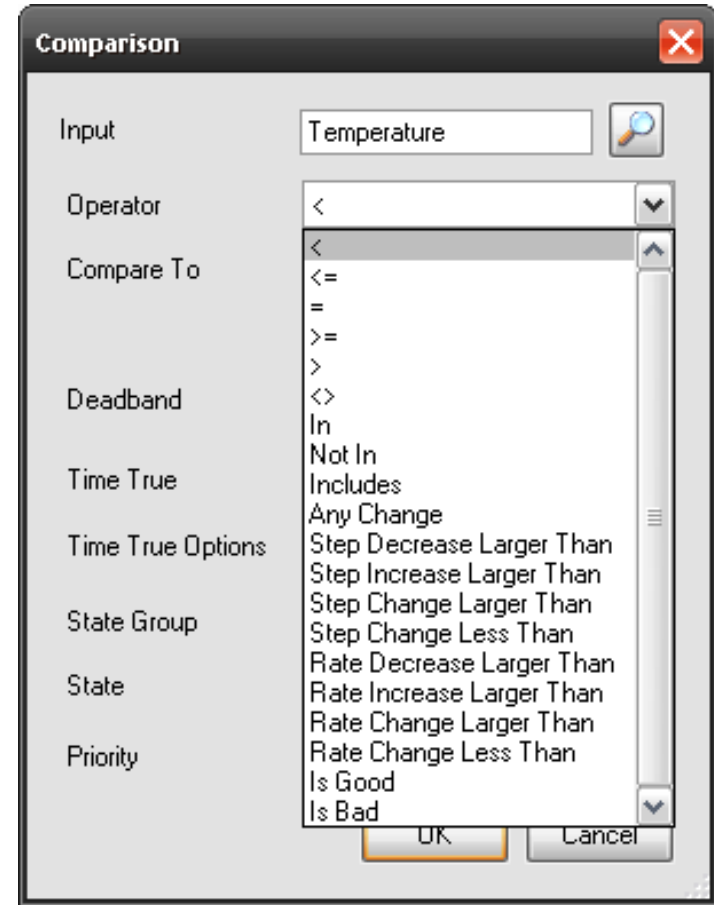 Comparison
Input
Temperature
Operator
<
Compare To
Deadband
Time True
Time True Options
State Group
State
Priority
<
<=
=
>=
>
<>
In
Not In
Includes
Any Change
Step Decrease Larger Than
Step Increase Larger Than
Step Change Larger Than
Step Change Less Than
Rate Decrease Larger Than
Rate Increase Larger Than
Rate Change Larger Than
Rate Change Less Than
Is Good
Is Bad
OK
Cancel